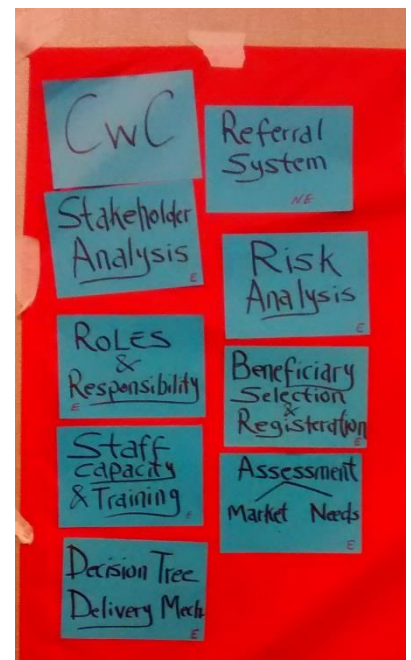 CwC
Referral
System
NE
Stakeholder
Analysis
E
Risk
Analysis
E
RoLES
&
Responsibility
E
Beneficiary
Selection
&
Registeration
E
Staff
capacity
& Training
E
Assessment
Market Needs
E
Decision Tree
Delivery Mech
E